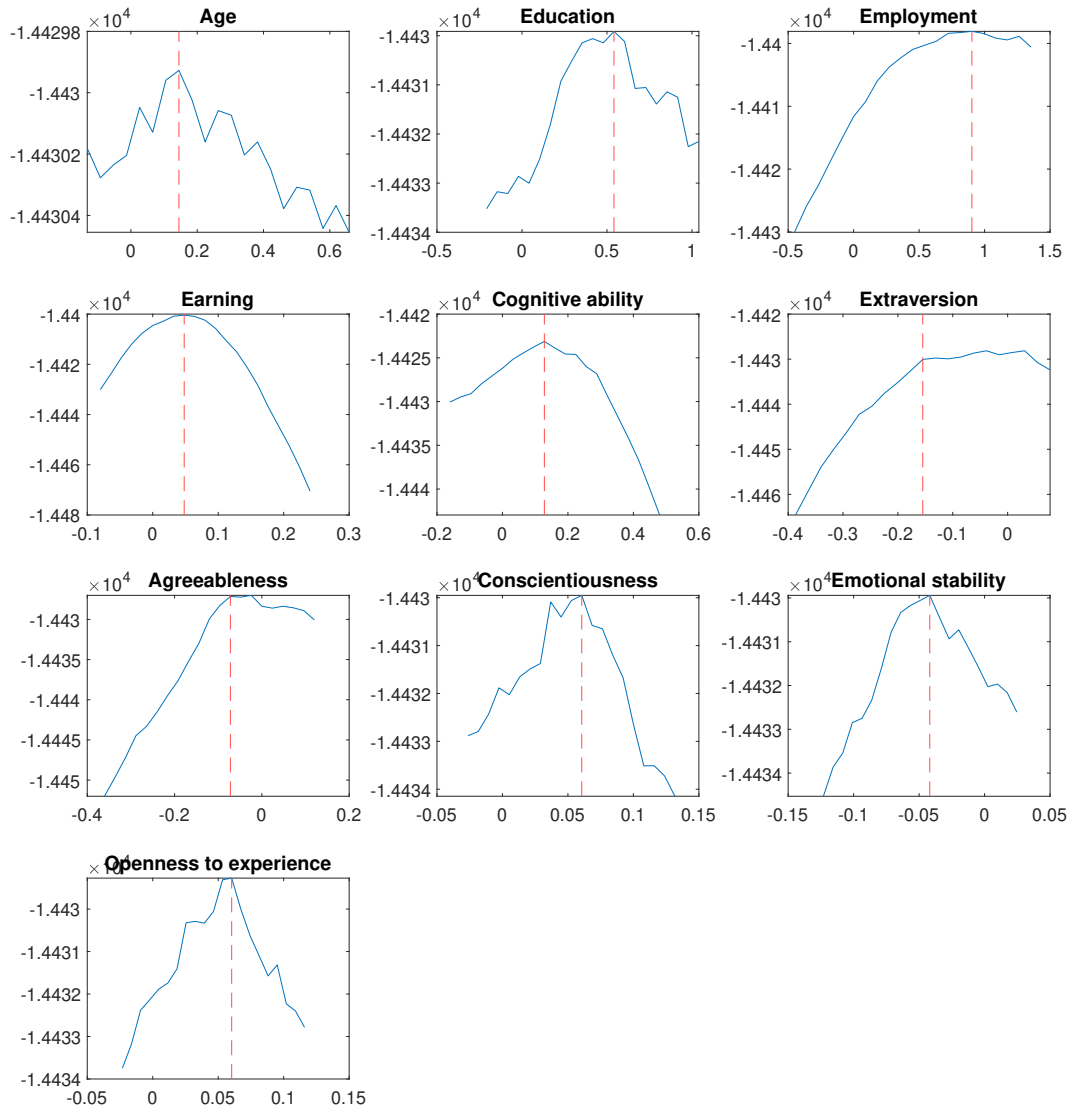 Age Education Employment
×10^4 ×10^4 ×10^4
-1.44298 -1.443 -1.44
-1.443 -1.4431 -1.441
-1.44302 -1.4432 -1.442
-1.44304 -1.4433 -1.443
-1.4434
0 0.2 0.4 0.6 -0.5 0 0.5 1 -0.5 0 0.5 1 1.5
Earning Cognitive ability Extraversion
×10^4 ×10^4 ×10^4
-1.44 -1.442 -1.442
-1.442 -1.4425 -1.443
-1.444 -1.443 -1.444
-1.446 -1.4435 -1.445
-1.448 -1.444 -1.446
-0.1 0 0.1 0.2 0.3 -0.2 0 0.2 0.4 0.6 -0.4 -0.3 -0.2 -0.1 0
Agreeableness Conscientiousness Emotional stability
×10^4 ×10^4 ×10^4
-1.443 -1.443 -1.443
-1.4435 -1.4431 -1.4431
-1.444 -1.4432 -1.4432
-1.4445 -1.4433 -1.4433
-1.445 -1.4434 -1.4434
-0.4 -0.2 0 0.2 -0.05 0 0.05 0.1 0.15 -0.15 -0.1 -0.05 0 0.05
Openness to experience
×10^4
-1.443
-1.4431
-1.4432
-1.4433
-1.4434
-0.05 0 0.05 0.1 0.15